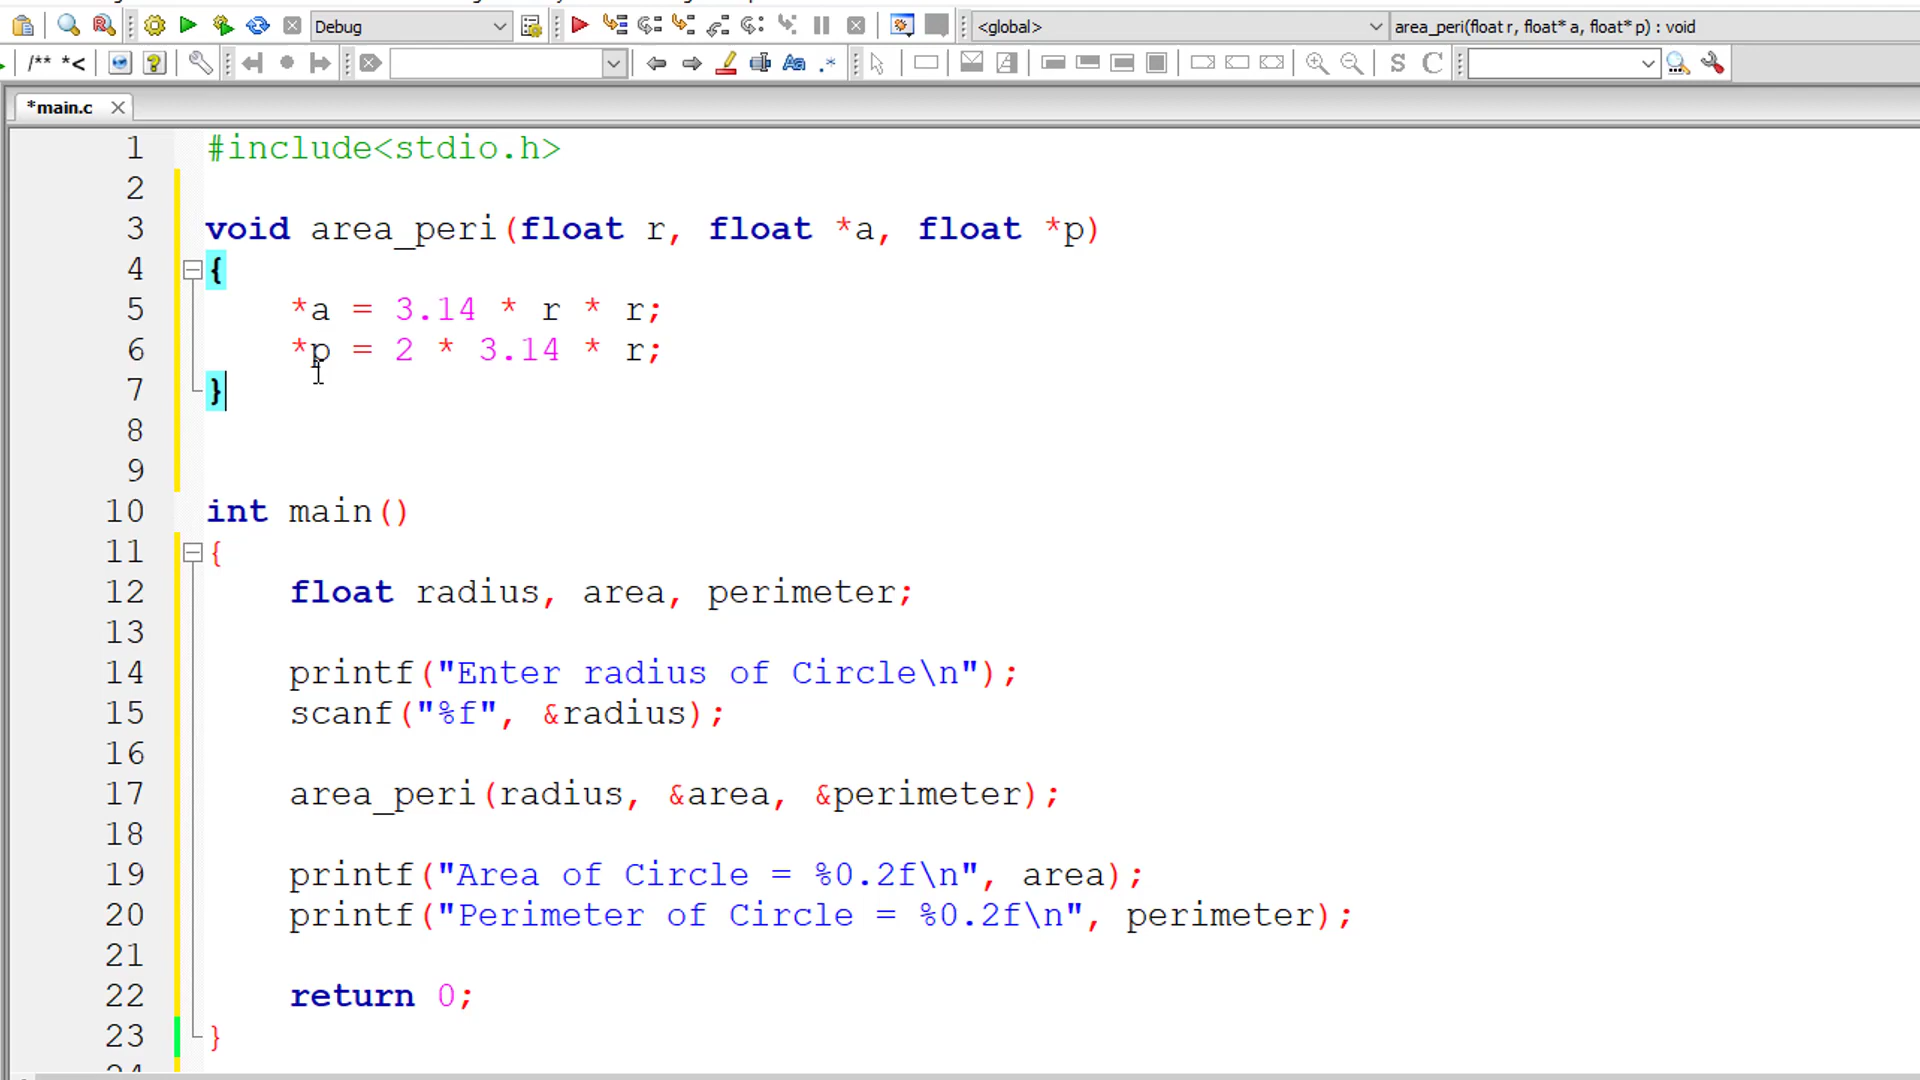 Debug
<global>
area_peri(float r, float* a, float* p) : void
/** *<
Aa
.*
S
C
*main.c
1 #include<stdio.h>
2
3 void area_peri(float r, float *a, float *p)
4 {
5 *a = 3.14 * r * r;
6 *p = 2 * 3.14 * r;
7 }
8
9
10 int main()
11 {
12 float radius, area, perimeter;
13
14 printf("Enter radius of Circle\n");
15 scanf("%f", &radius);
16
17 area_peri(radius, &area, &perimeter);
18
19 printf("Area of Circle = %0.2f\n", area);
20 printf("Perimeter of Circle = %0.2f\n", perimeter);
21
22 return 0;
23 }
24